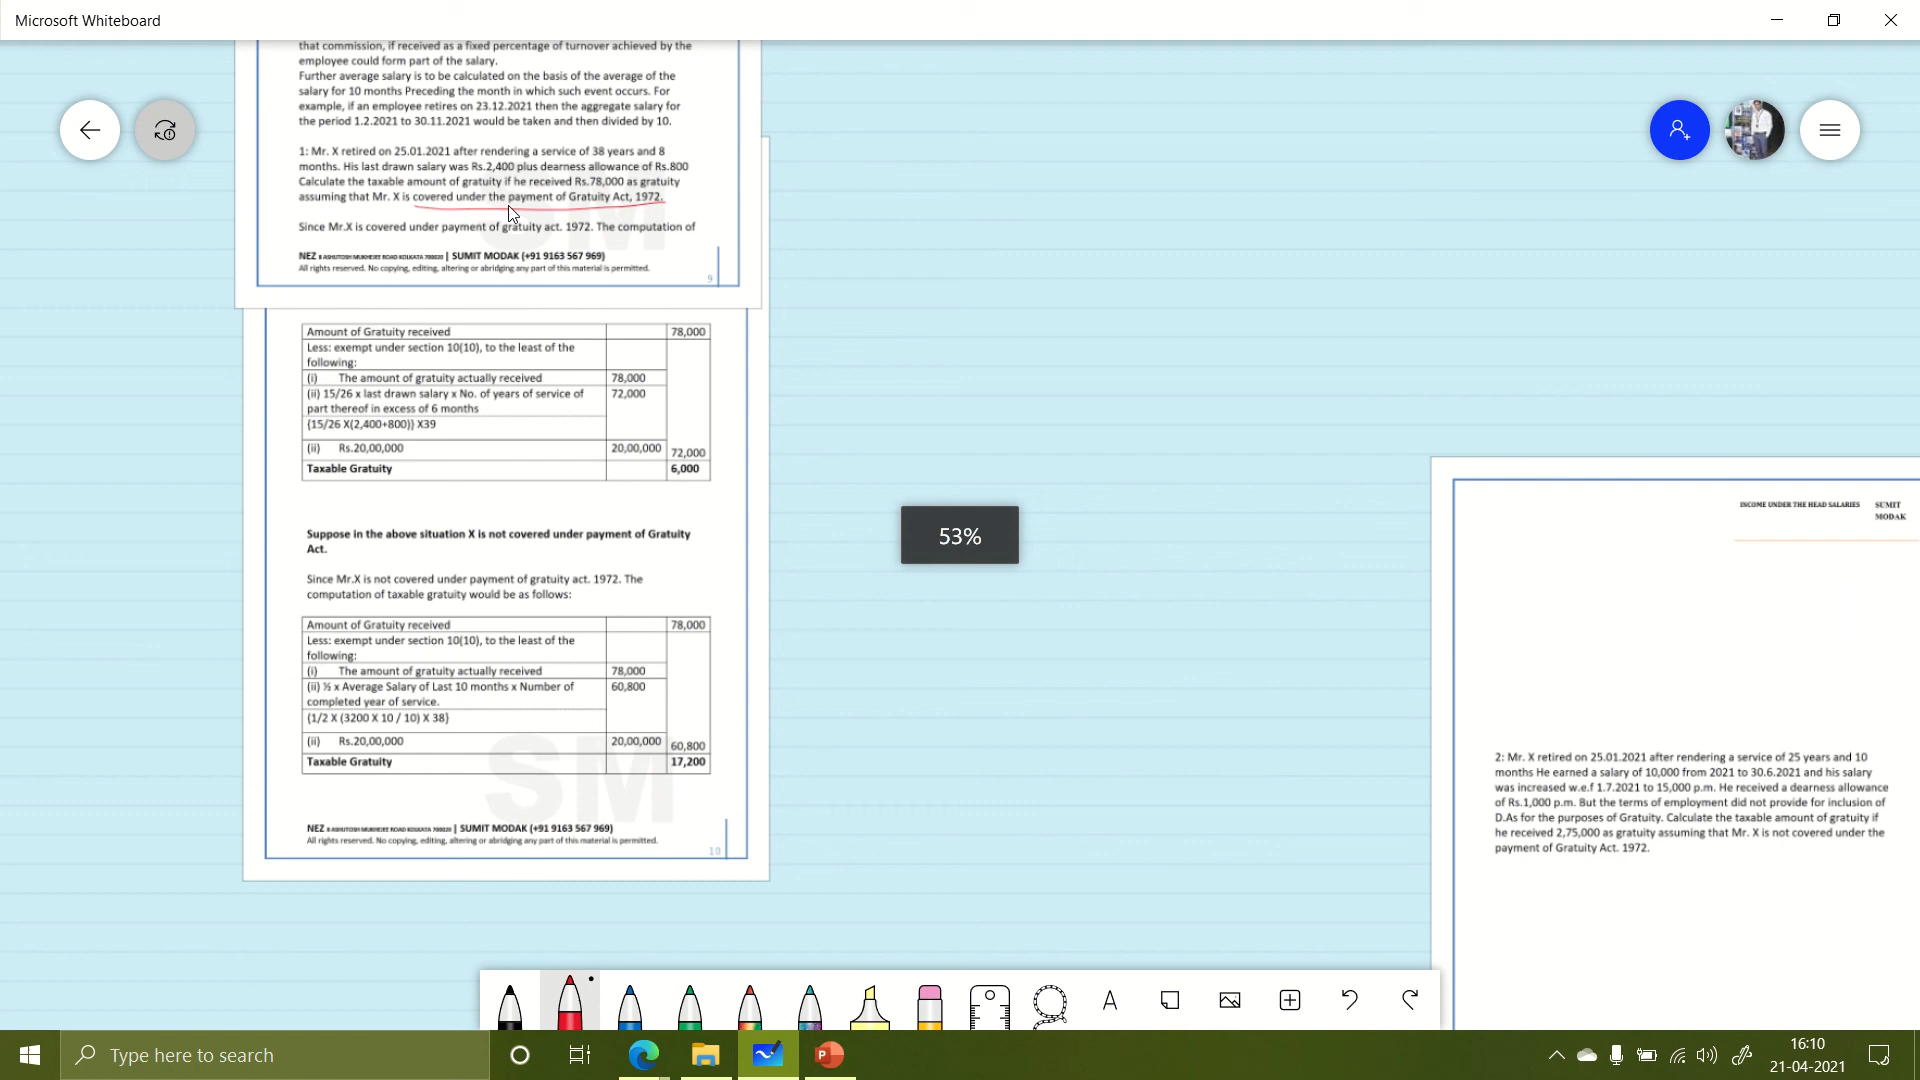 Microsoft Whiteboard
that commission, if received as a fixed percentage of turnover achieved by the
employee could form part of the salary.
Further average salary is to be calculated on the basis of the average of the
salary for 10 months Preceding the month in which such event occurs. For
example, if an employee retires on 23.12.2021 then the aggregate salary for
the period 1.2.2021 to 30.11.2021 would be taken and then divided by 10.
1: Mr. X retired on 25.01.2021 after rendering a service of 38 years and 8
months. His last drawn salary was Rs.2,400 plus dearness allowance of Rs.800
Calculate the taxable amount of gratuity if he received Rs.78,000 as gratuity
assuming that Mr. X is covered under the payment of Gratuity Act, 1972.
Since Mr.X is covered under payment of gratuity act. 1972. The computation of
NEZ 8 ASHUTOSH MUKHEJEE ROAD KOLKATA 700020 | SUMIT MODAK (+91 9163 567 969)
All rights reserved. No copying, editing, altering or abridging any part of this material is permitted.
9
Amount of Gratuity received 78,000
Less: exempt under section 10(10), to the least of the
following:
(i) The amount of gratuity actually received 78,000
(ii) 15/26 x last drawn salary x No. of years of service of 72,000
part thereof in excess of 6 months
{15/26 X(2,400+800)} X39
(ii) Rs.20,00,000 20,00,000 72,000
Taxable Gratuity 6,000
Suppose in the above situation X is not covered under payment of Gratuity
Act.
Since Mr.X is not covered under payment of gratuity act. 1972. The
computation of taxable gratuity would be as follows:
Amount of Gratuity received 78,000
Less: exempt under section 10(10), to the least of the
following:
(i) The amount of gratuity actually received 78,000
(ii) ½ x Average Salary of Last 10 months x Number of 60,800
completed year of service.
{1/2 X (3200 X 10 / 10) X 38}
(ii) Rs.20,00,000 20,00,000 60,800
Taxable Gratuity 17,200
SM
NEZ 8 ASHUTOSH MUKHEJEE ROAD KOLKATA 700020 | SUMIT MODAK (+91 9163 567 969)
All rights reserved. No copying, editing, altering or abridging any part of this material is permitted.
10
53%
INCOME UNDER THE HEAD SALARIES SUMIT
MODAK
2: Mr. X retired on 25.01.2021 after rendering a service of 25 years and 10
months He earned a salary of 10,000 from 2021 to 30.6.2021 and his salary
was increased w.e.f 1.7.2021 to 15,000 p.m. He received a dearness allowance
of Rs.1,000 p.m. But the terms of employment did not provide for inclusion of
D.As for the purposes of Gratuity. Calculate the taxable amount of gratuity if
he received 2,75,000 as gratuity assuming that Mr. X is not covered under the
payment of Gratuity Act. 1972.
Type here to search
16:10
21-04-2021